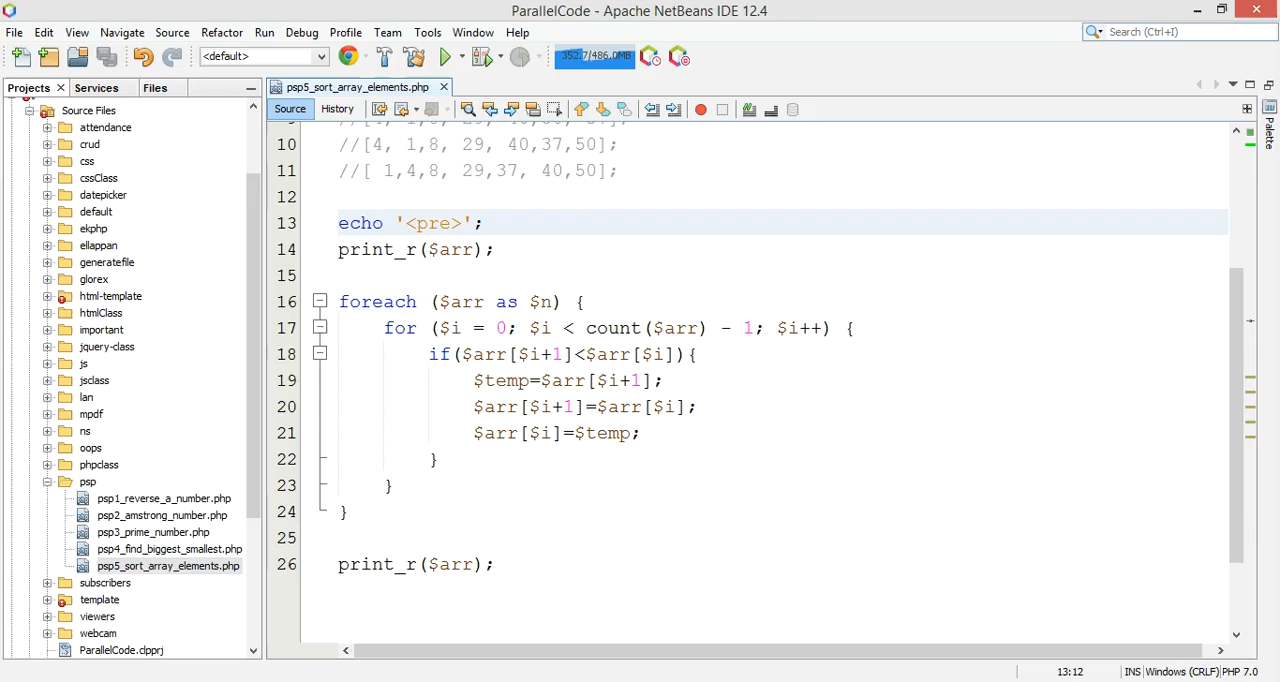 ParallelCode - Apache NetBeans IDE 12.4
File Edit View Navigate Source Refactor Run Debug Profile Team Tools Window Help
Search (Ctrl+I)
<default>
352.7/486.0MB
Projects Services Files
psp5_sort_array_elements.php
Source History
Palette
Source Files
attendance
crud
css
cssClass
datepicker
default
ekphp
ellappan
generatefile
glorex
html-template
htmlClass
important
jquery-class
js
jsclass
lan
mpdf
ns
oops
phpclass
psp
psp1_reverse_a_number.php
psp2_amstrong_number.php
psp3_prime_number.php
psp4_find_biggest_smallest.php
psp5_sort_array_elements.php
subscribers
template
viewers
webcam
ParallelCode.clpprj
10 //[4, 1,8, 29, 40,37,50];
11 //[ 1,4,8, 29,37, 40,50];
12
13 echo '<pre>';
14 print_r($arr);
15
16 foreach ($arr as $n) {
17 for ($i = 0; $i < count($arr) - 1; $i++) {
18 if($arr[$i+1]<$arr[$i]){
19 $temp=$arr[$i+1];
20 $arr[$i+1]=$arr[$i];
21 $arr[$i]=$temp;
22 }
23 }
24 }
25
26 print_r($arr);
13:12 INS Windows (CRLF) PHP 7.0